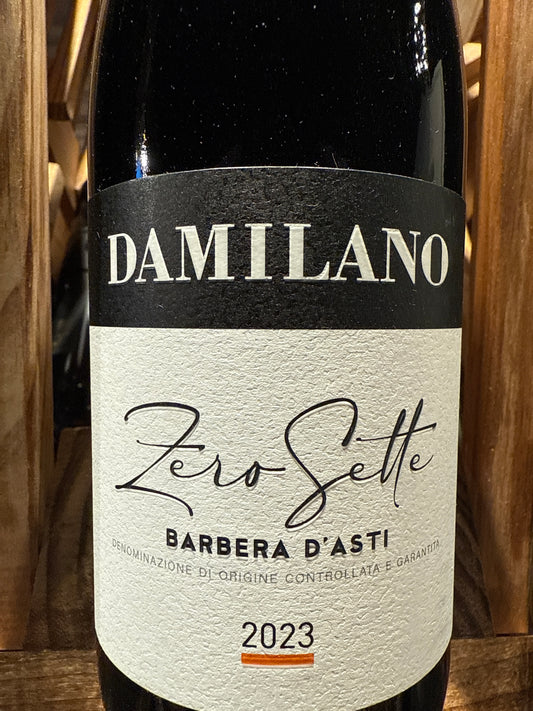 DAMILANO
Zero Sette
BARBERA D'ASTI
DENOMINAZIONE DI ORIGINE CONTROLLATA E GARANTITA
2023